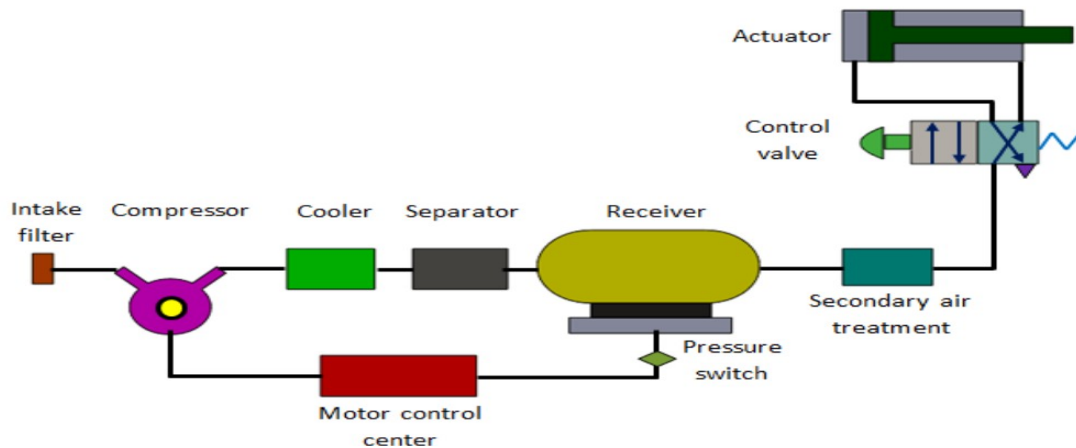 Actuator
Control
valve
Intake
filter
Compressor
Cooler
Separator
Receiver
Secondary air
treatment
Pressure
switch
Motor control
center